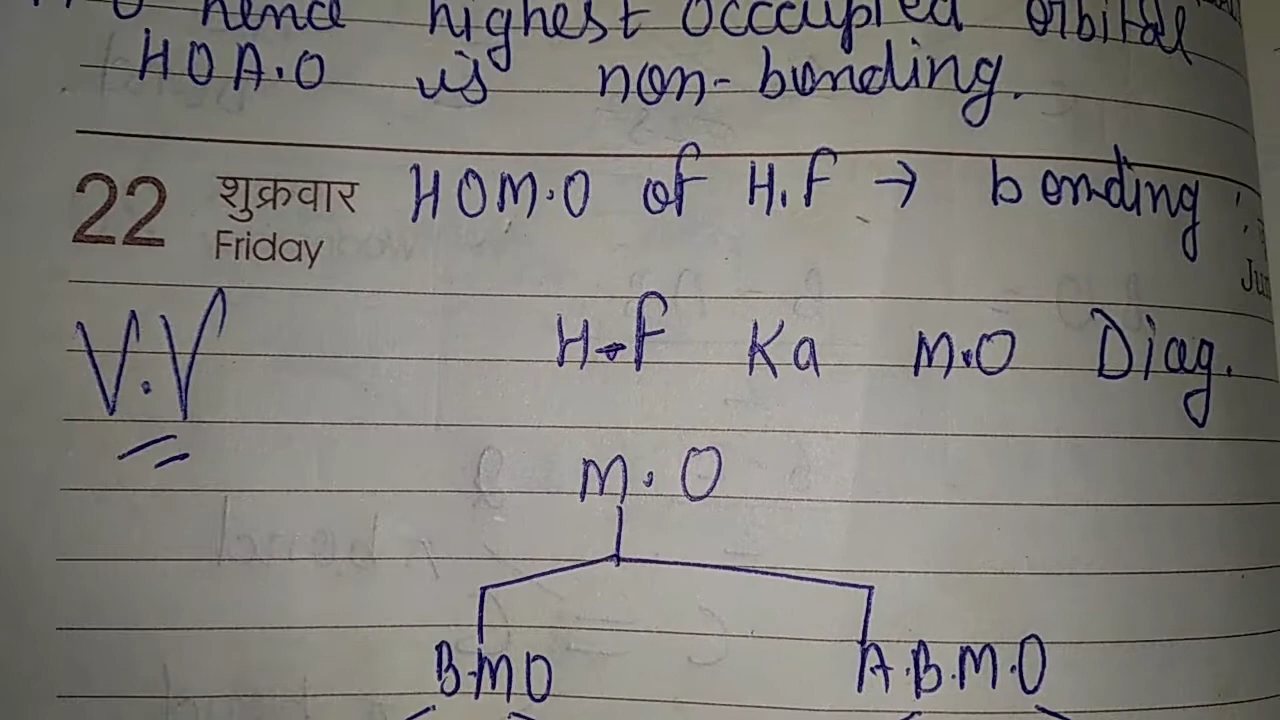 hence highest Occcupied orbital
HOA.O is non-bonding.
22 शुक्रवार Friday HOM.O of H.F → bonding
V.V H-F Ka M.O Diag.
M.O
B.M.O A.B.M.O